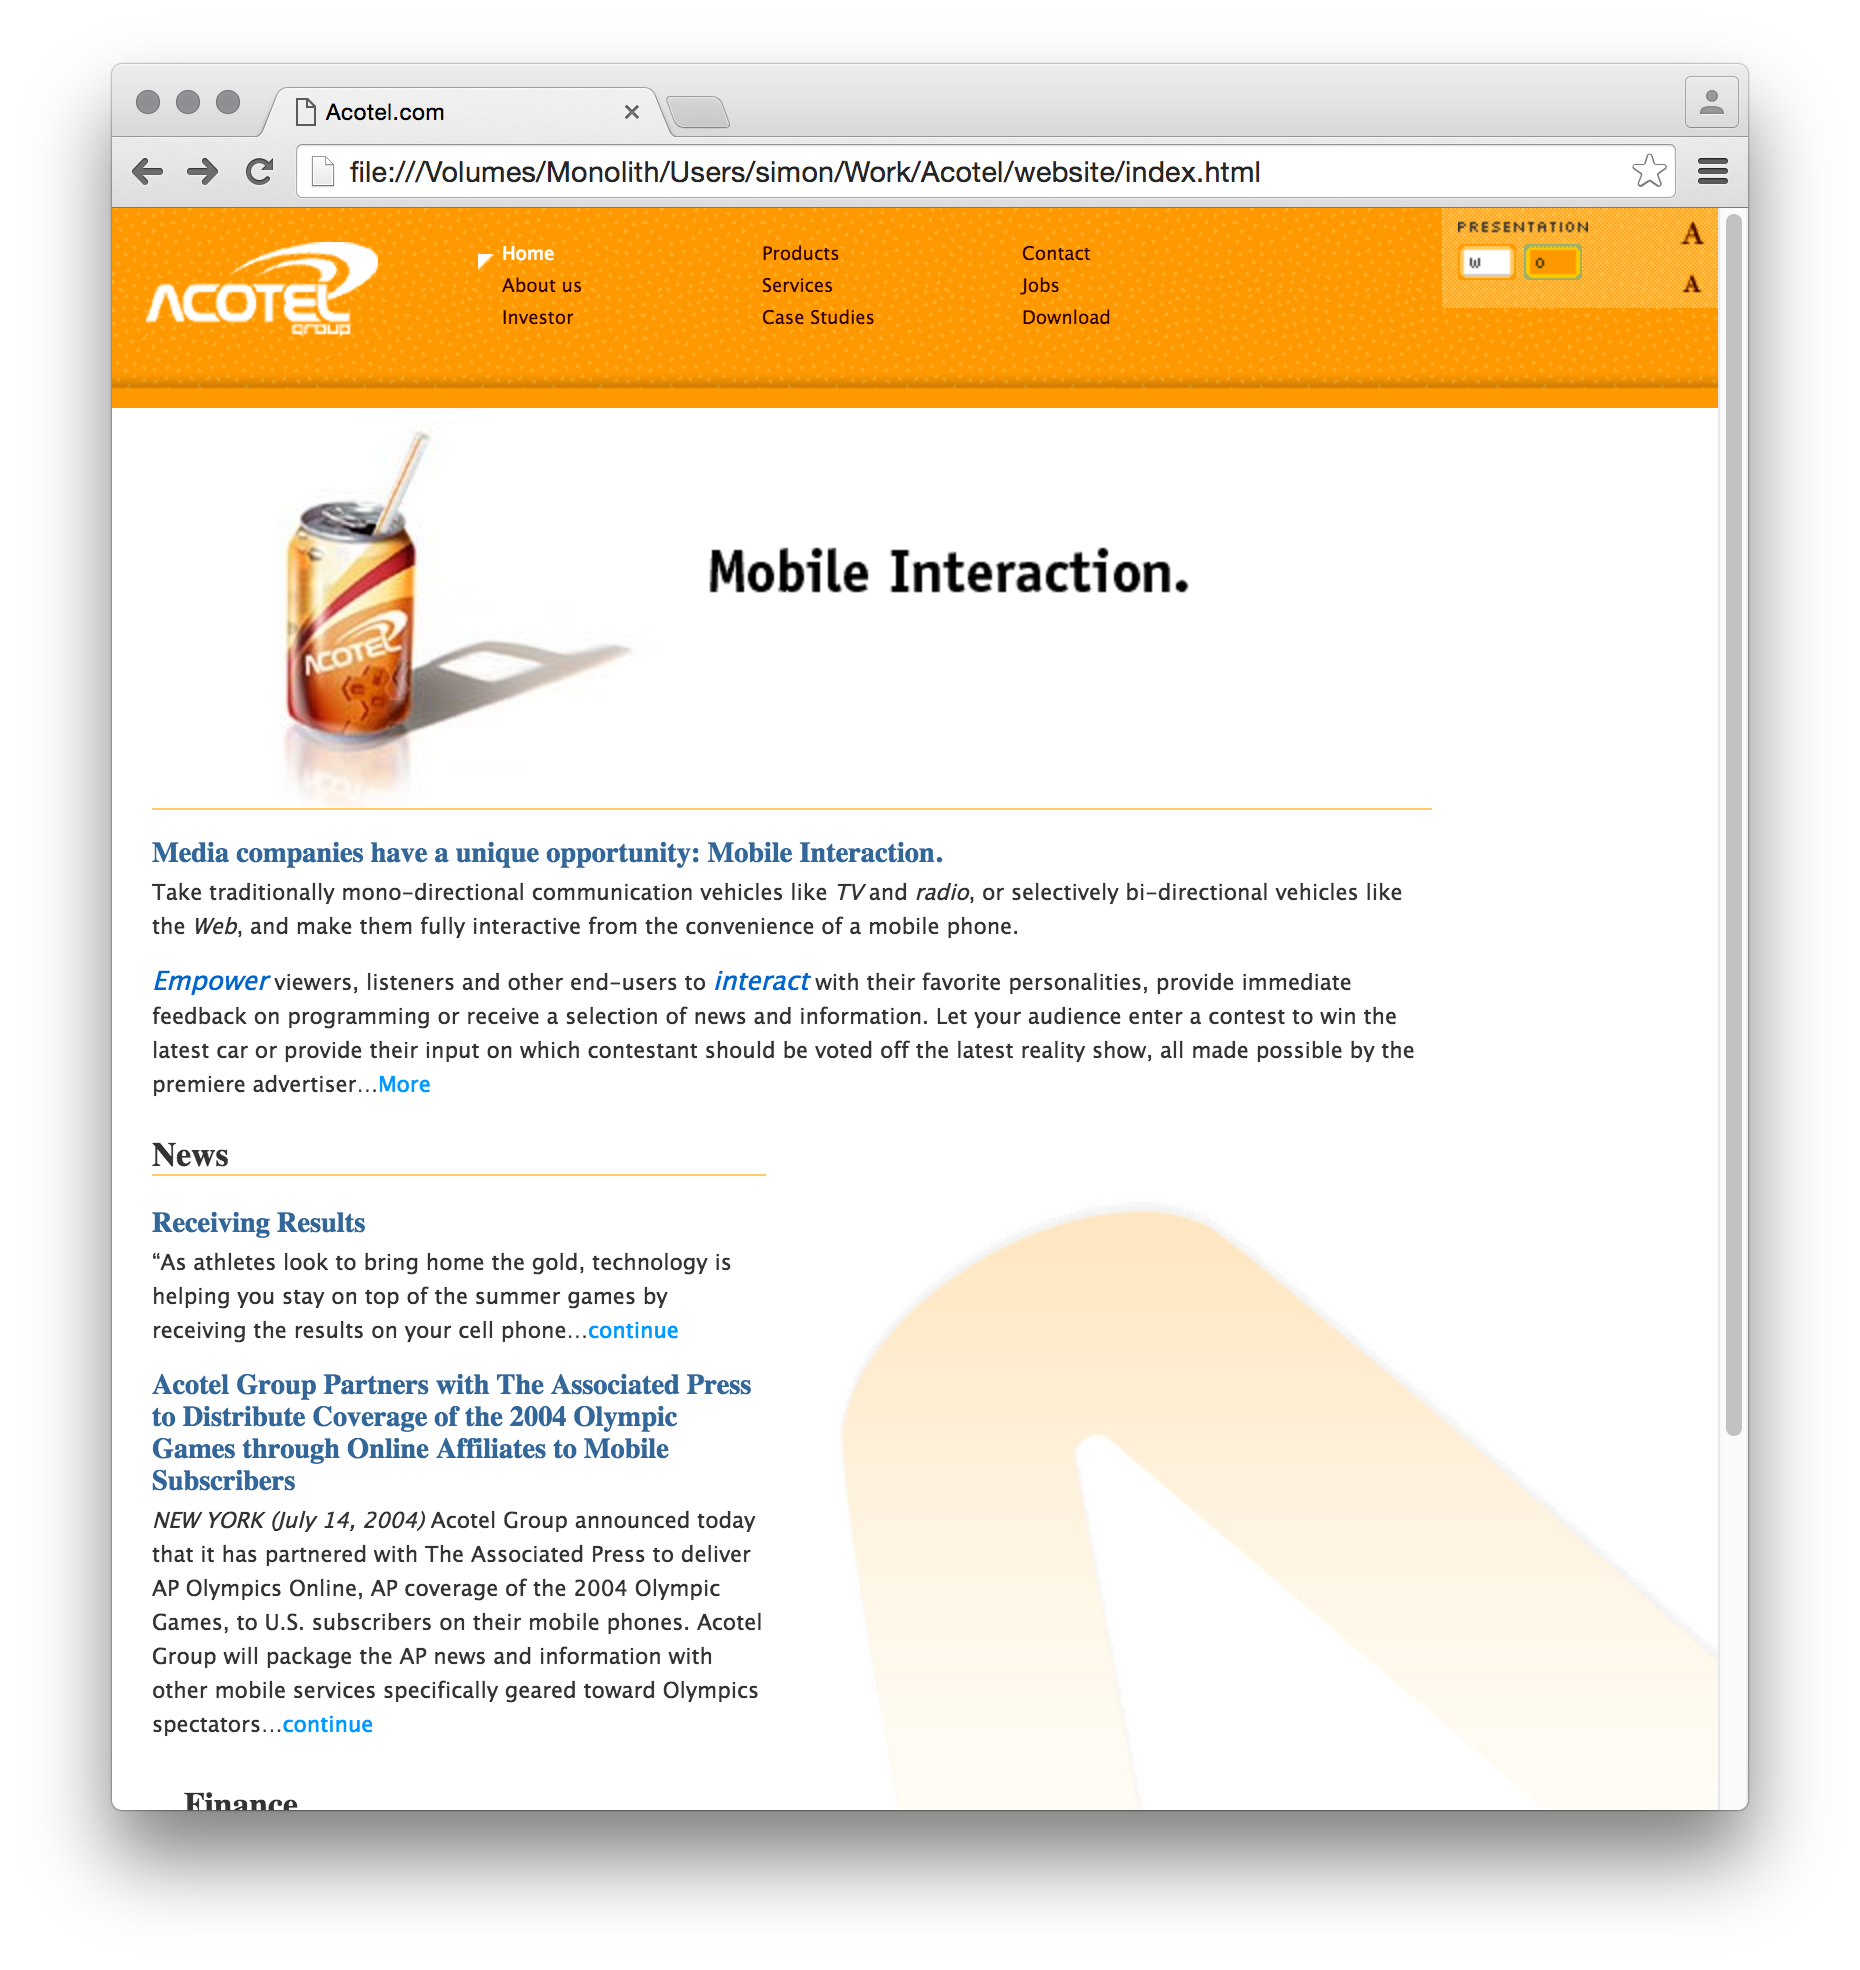 Acotel.com
file:///Volumes/Monolith/Users/simon/Work/Acotel/website/index.html
ACOTEL
group
Home
About us
Investor
Products
Services
Case Studies
Contact
Jobs
Download
PRESENTATION
W O
A
A
ACOTEL
Mobile Interaction.
Media companies have a unique opportunity: Mobile Interaction.
Take traditionally mono-directional communication vehicles like TV and radio, or selectively bi-directional vehicles like
the Web, and make them fully interactive from the convenience of a mobile phone.
Empower viewers, listeners and other end-users to interact with their favorite personalities, provide immediate
feedback on programming or receive a selection of news and information. Let your audience enter a contest to win the
latest car or provide their input on which contestant should be voted off the latest reality show, all made possible by the
premiere advertiser...More
News
Receiving Results
“As athletes look to bring home the gold, technology is
helping you stay on top of the summer games by
receiving the results on your cell phone...continue
Acotel Group Partners with The Associated Press
to Distribute Coverage of the 2004 Olympic
Games through Online Affiliates to Mobile
Subscribers
NEW YORK (July 14, 2004) Acotel Group announced today
that it has partnered with The Associated Press to deliver
AP Olympics Online, AP coverage of the 2004 Olympic
Games, to U.S. subscribers on their mobile phones. Acotel
Group will package the AP news and information with
other mobile services specifically geared toward Olympics
spectators...continue
Finance